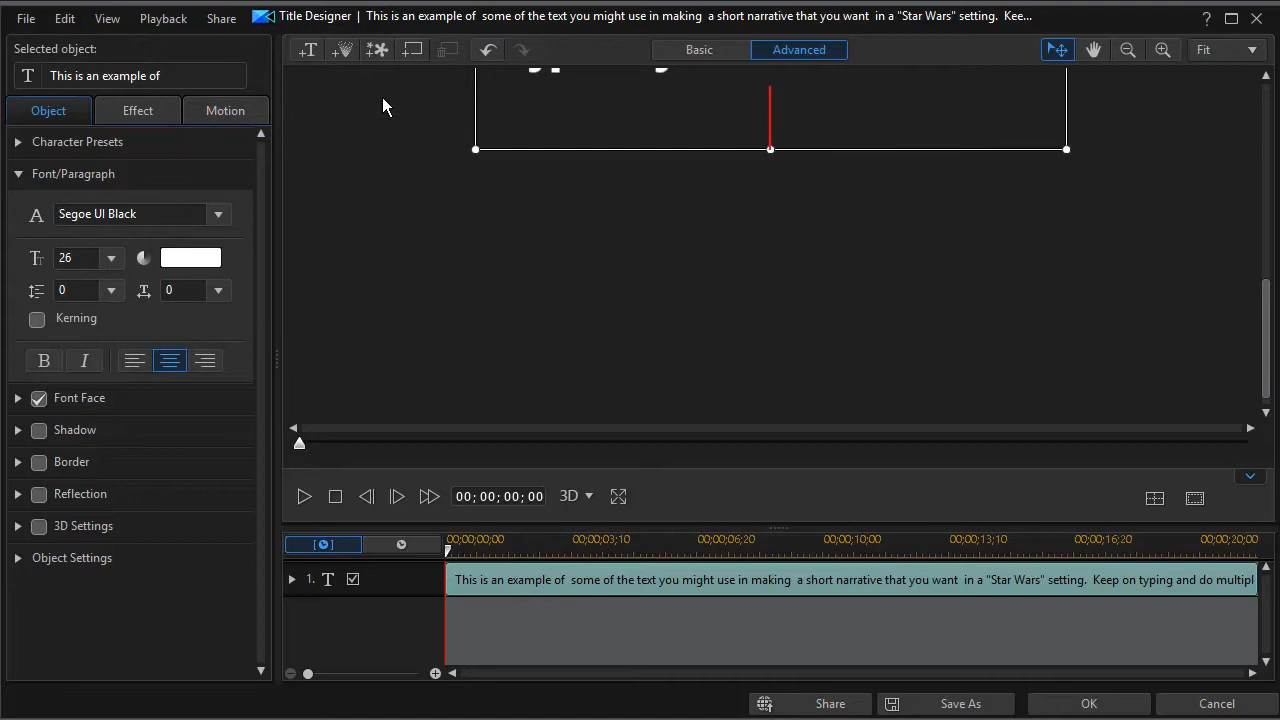 File Edit View Playback Share Title Designer | This is an example of  some of the text you might use in making  a short narrative that you want  in a "Star Wars" setting.  Kee...
Selected object:
T This is an example of
Basic Advanced Fit
Object Effect Motion
Character Presets
Font/Paragraph
A Segoe UI Black
26
0 0
Kerning
B I
Font Face
Shadow
Border
Reflection
3D Settings
Object Settings
00; 00; 00; 00 3D
00;00;00;00 00;00;03;10 00;00;06;20 00;00;10;00 00;00;13;10 00;00;16;20 00;00;20;00
1. T This is an example of  some of the text you might use in making  a short narrative that you want  in a "Star Wars" setting.  Keep on typing and do multipl
Share Save As OK Cancel